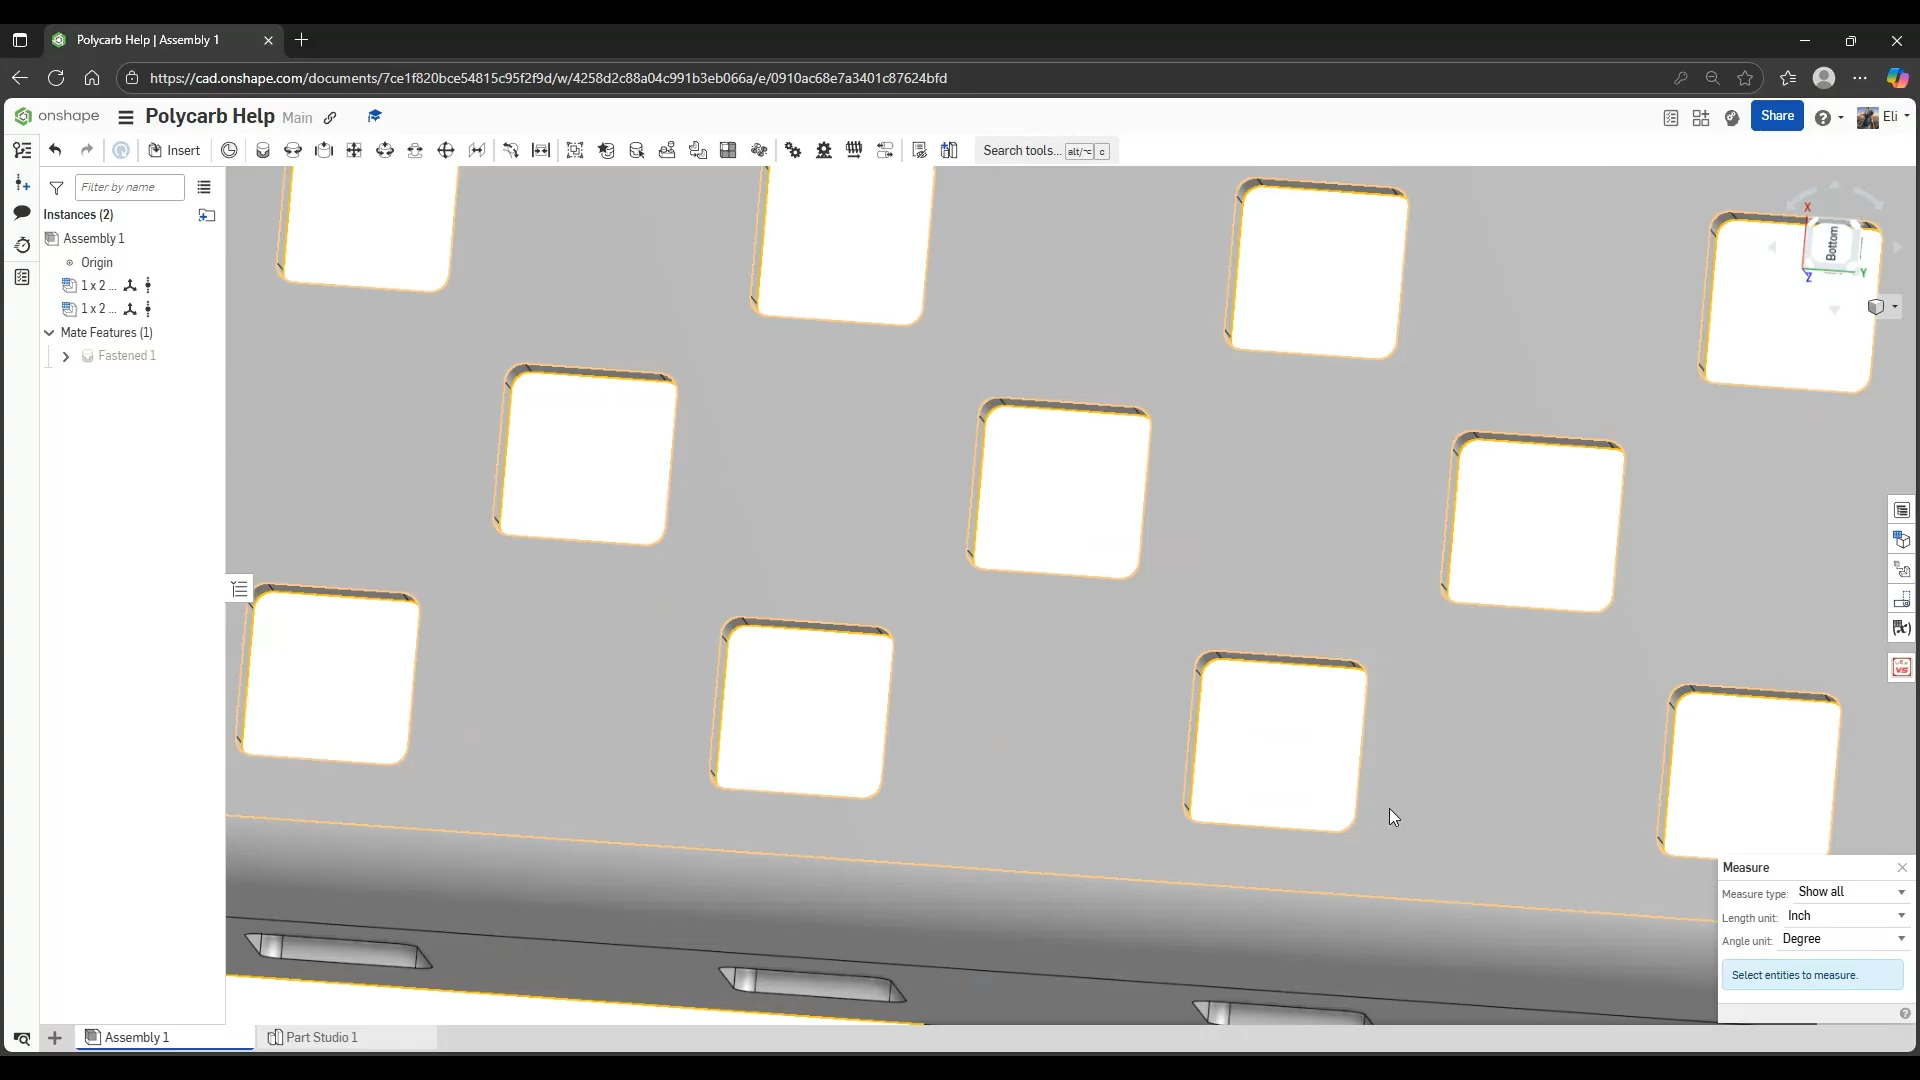 Polycarb Help | Assembly 1
https://cad.onshape.com/documents/7ce1f820bce54815c95f2f9d/w/4258d2c88a04c991b3eb066a/e/0910ac68e7a3401c87624bfd
onshape
Polycarb Help
Main
Share
Eli
Insert
Search tools... alt/⌥ c
Filter by name
Instances (2)
Assembly 1
Origin
1 x 2 ...
1 x 2 ...
Mate Features (1)
Fastened 1
X
Bottom
Y
Z
Measure
Measure type: Show all
Length unit: Inch
Angle unit: Degree
Select entities to measure.
Assembly 1
Part Studio 1